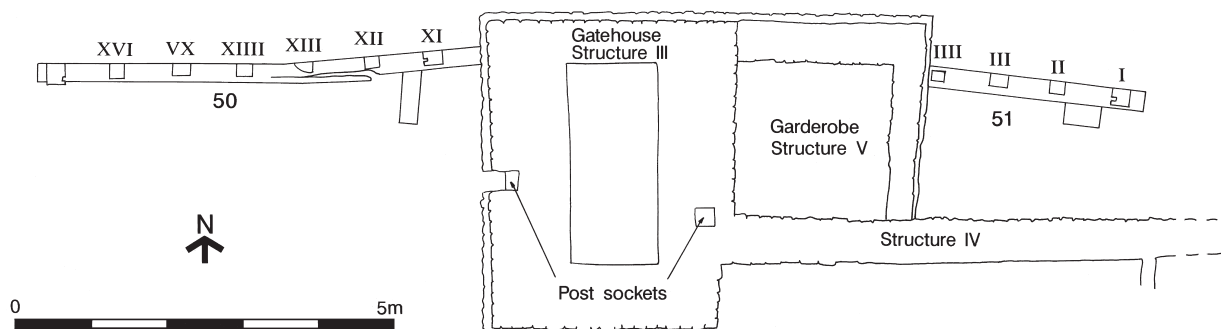 XVI VX XIIII XIII XII XI
50
Gatehouse
Structure III
Garderobe
Structure V
IIII III II I
51
N
Structure IV
Post sockets
0 5m